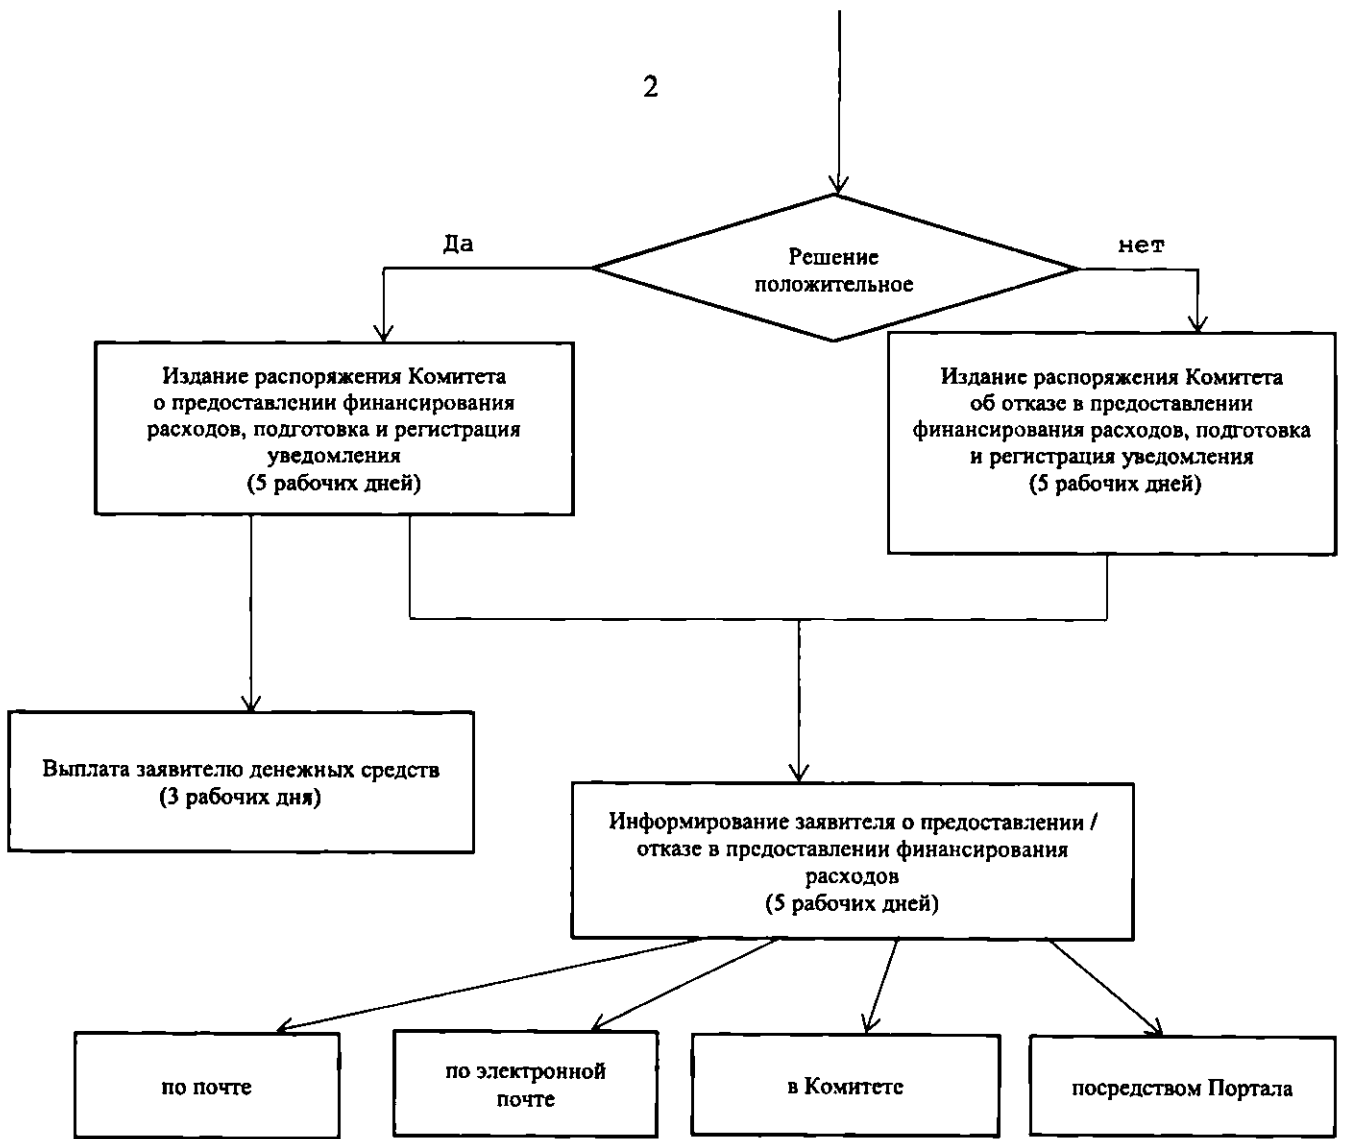 2
Да
нет
Решение
положительное
Издание распоряжения Комитета
о предоставлении финансирования
расходов, подготовка и регистрация
уведомления
(5 рабочих дней)
Издание распоряжения Комитета
об отказе в предоставлении
финансирования расходов, подготовка
и регистрация уведомления
(5 рабочих дней)
Выплата заявителю денежных средств
(3 рабочих дня)
Информирование заявителя о предоставлении /
отказе в предоставлении финансирования
расходов
(5 рабочих дней)
по почте
по электронной
почте
в Комитете
посредством Портала